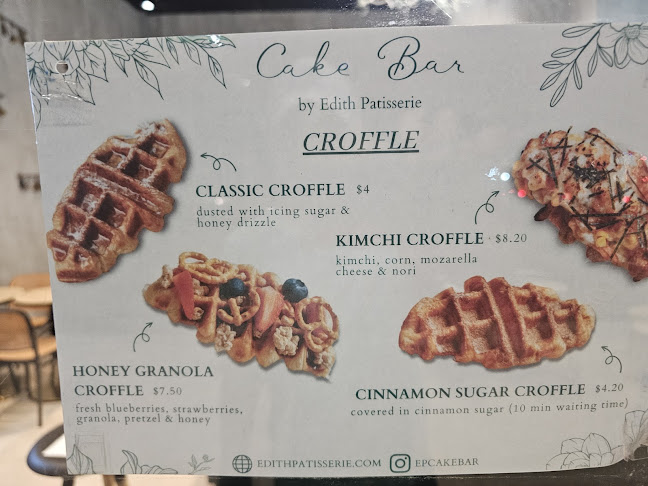 Cake Bar
by Edith Patisserie
CROFFLE
CLASSIC CROFFLE $4
dusted with icing sugar &
honey drizzle
KIMCHI CROFFLE $8.20
kimchi, corn, mozarella
cheese & nori
HONEY GRANOLA
CROFFLE $7.50
fresh blueberries, strawberries,
granola, pretzel & honey
CINNAMON SUGAR CROFFLE $4.20
covered in cinnamon sugar (10 min waiting time)
EDITHPATISSERIE.COM EPCAKEBAR